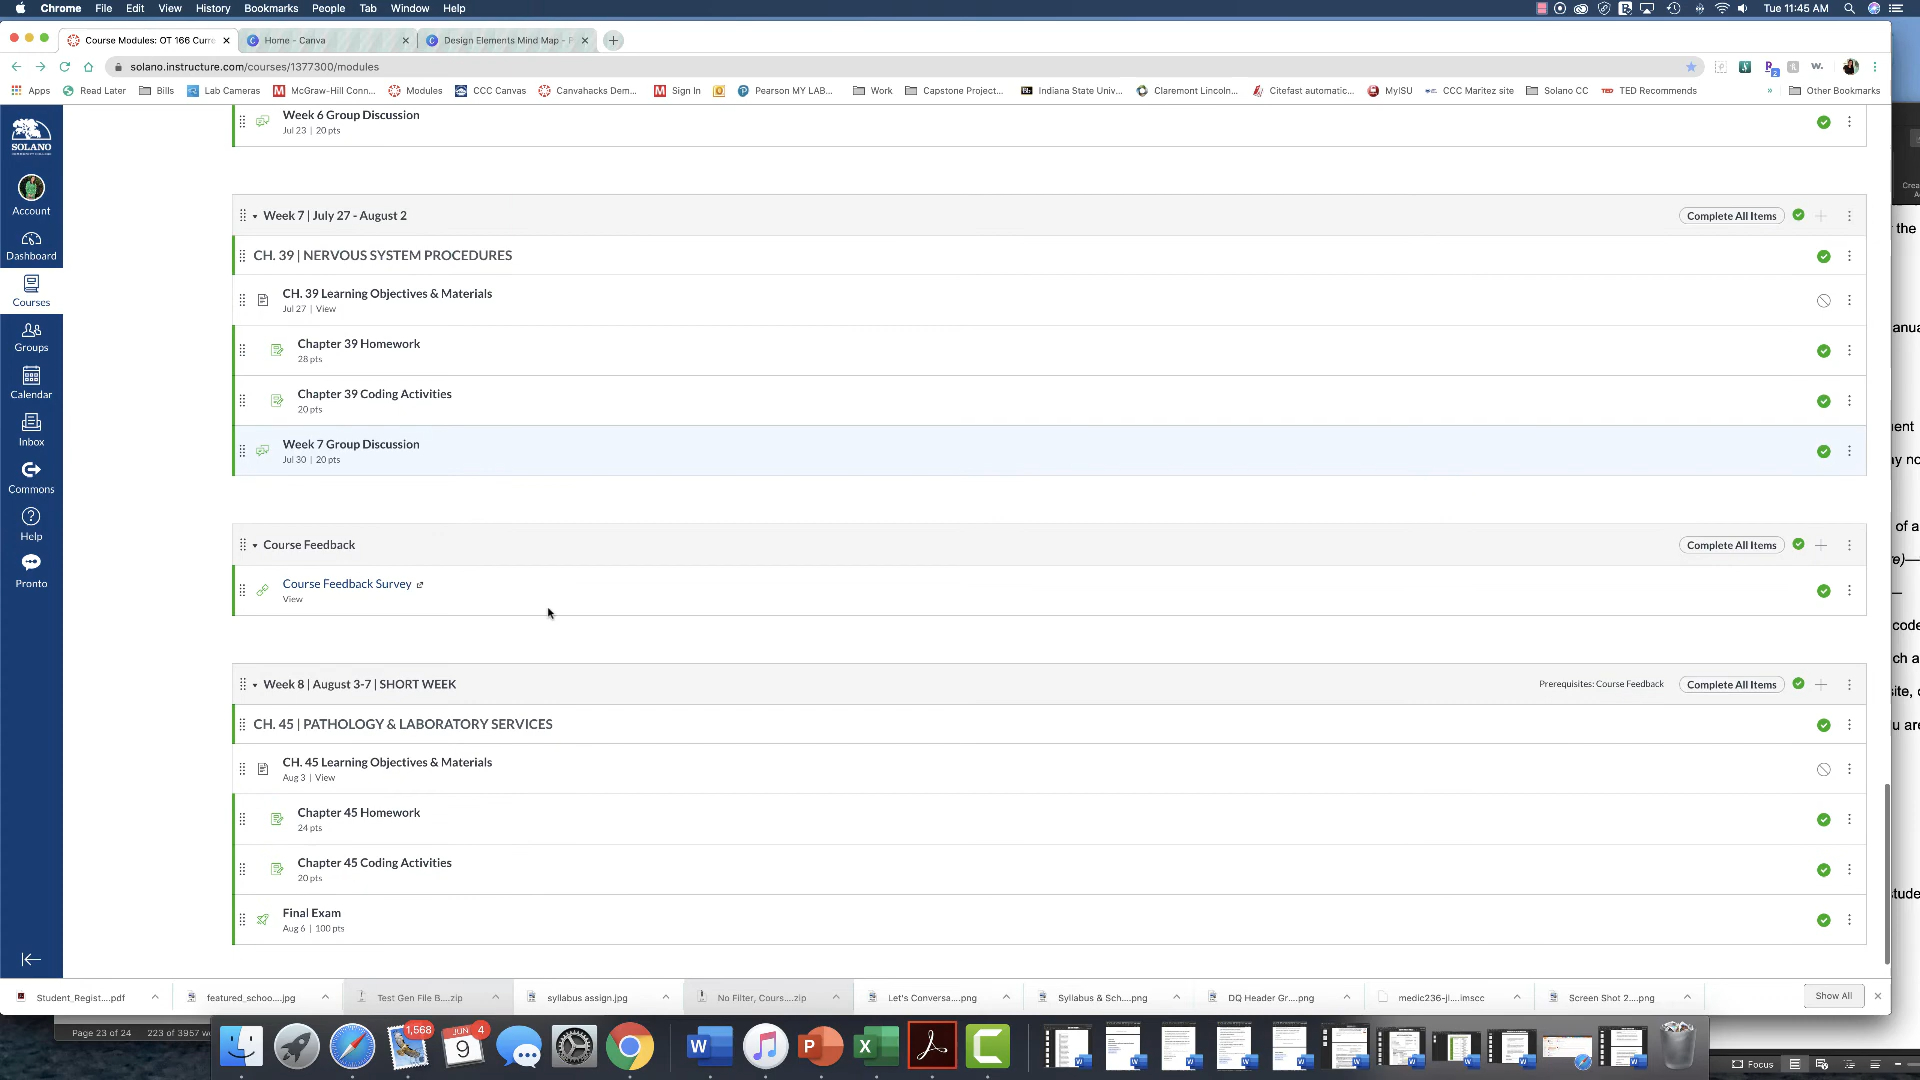 Chrome File Edit View History Bookmarks People Tab Window Help Tue 11:45 AM
Course Modules: OT 166 Curre Home - Canva Design Elements Mind Map - P
solano.instructure.com/courses/1377300/modules
Apps Read Later Bills Lab Cameras McGraw-Hill Conn... Modules CCC Canvas Canvahacks Dem... Sign In Pearson MY LAB... Work Capstone Project... Indiana State Univ... Claremont Lincoln... Citefast automatic... MyISU CCC Maritez site Solano CC TED Recommends Other Bookmarks
SOLANO
Account
Dashboard
Courses
Groups
Calendar
Inbox
Commons
Help
Pronto
Week 6 Group Discussion
Jul 23 | 20 pts
Week 7 | July 27 - August 2 Complete All Items
CH. 39 | NERVOUS SYSTEM PROCEDURES
CH. 39 Learning Objectives & Materials
Jul 27 | View
Chapter 39 Homework
28 pts
Chapter 39 Coding Activities
20 pts
Week 7 Group Discussion
Jul 30 | 20 pts
Course Feedback Complete All Items
Course Feedback Survey
View
Week 8 | August 3-7 | SHORT WEEK Prerequisites: Course Feedback Complete All Items
CH. 45 | PATHOLOGY & LABORATORY SERVICES
CH. 45 Learning Objectives & Materials
Aug 3 | View
Chapter 45 Homework
24 pts
Chapter 45 Coding Activities
20 pts
Final Exam
Aug 6 | 100 pts
the
of a
code
Student_Regist....pdf featured_schoo....jpg Test Gen File B....zip syllabus assign.jpg No Filter, Cours....zip Let's Conversa....png Syllabus & Sch....png DQ Header Gr....png medic236-jl....imscc Screen Shot 2....png Show All
Page 23 of 24 223 of 3957 w
1,568
JUN 4
9
W P X
Focus